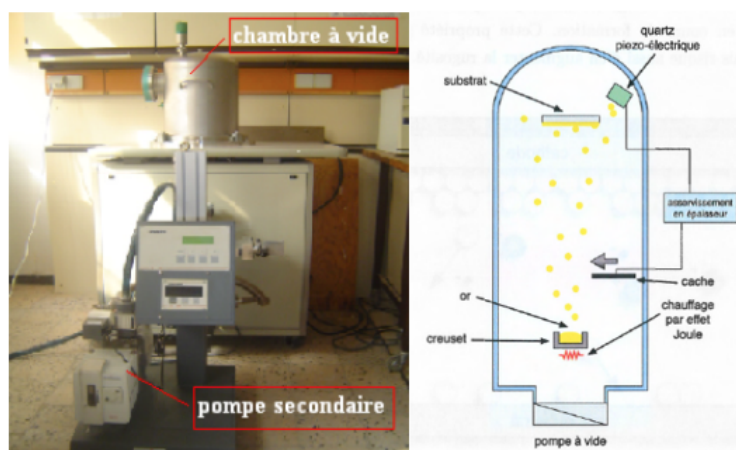 chambre à vide
pompe secondaire
quartz
piezo-électrique
substrat
asservissement
en épaisseur
cache
or
chauffage
par effet
Joule
creuset
pompe à vide